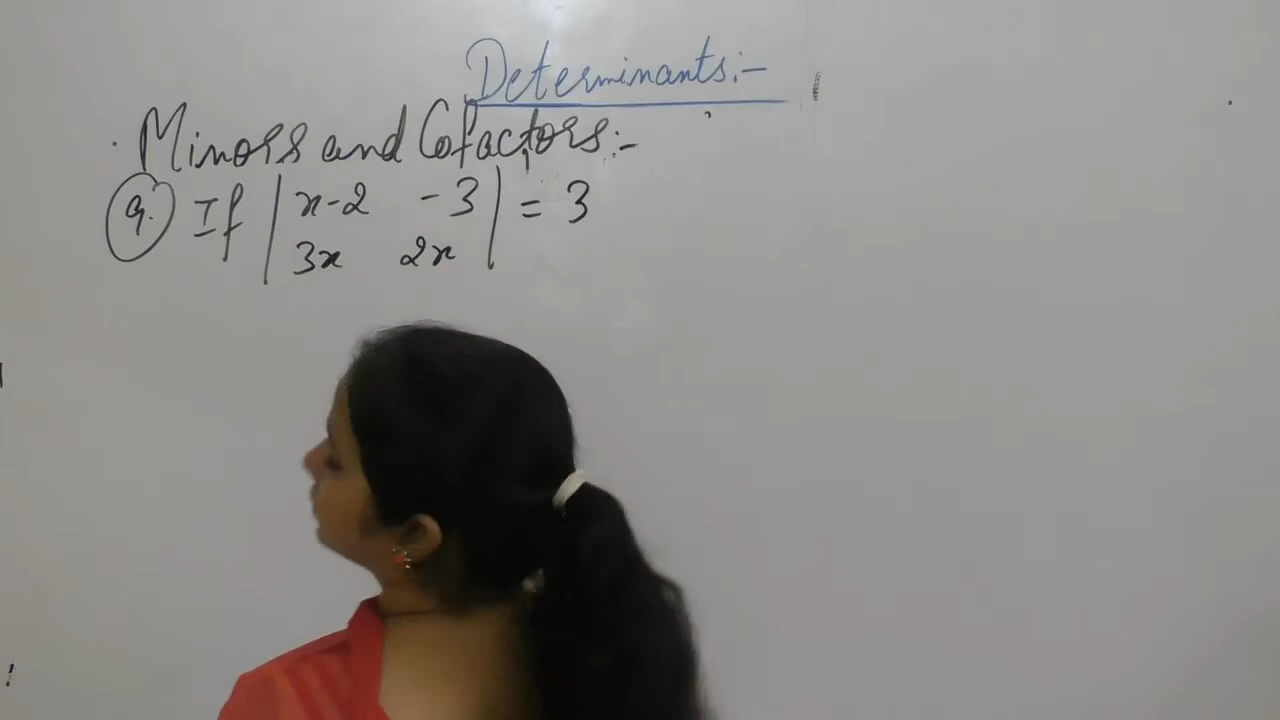 Determinants:-
Minors and Cofactors:-
Q. If | x-2 -3 | = 3
| 3x 2x |